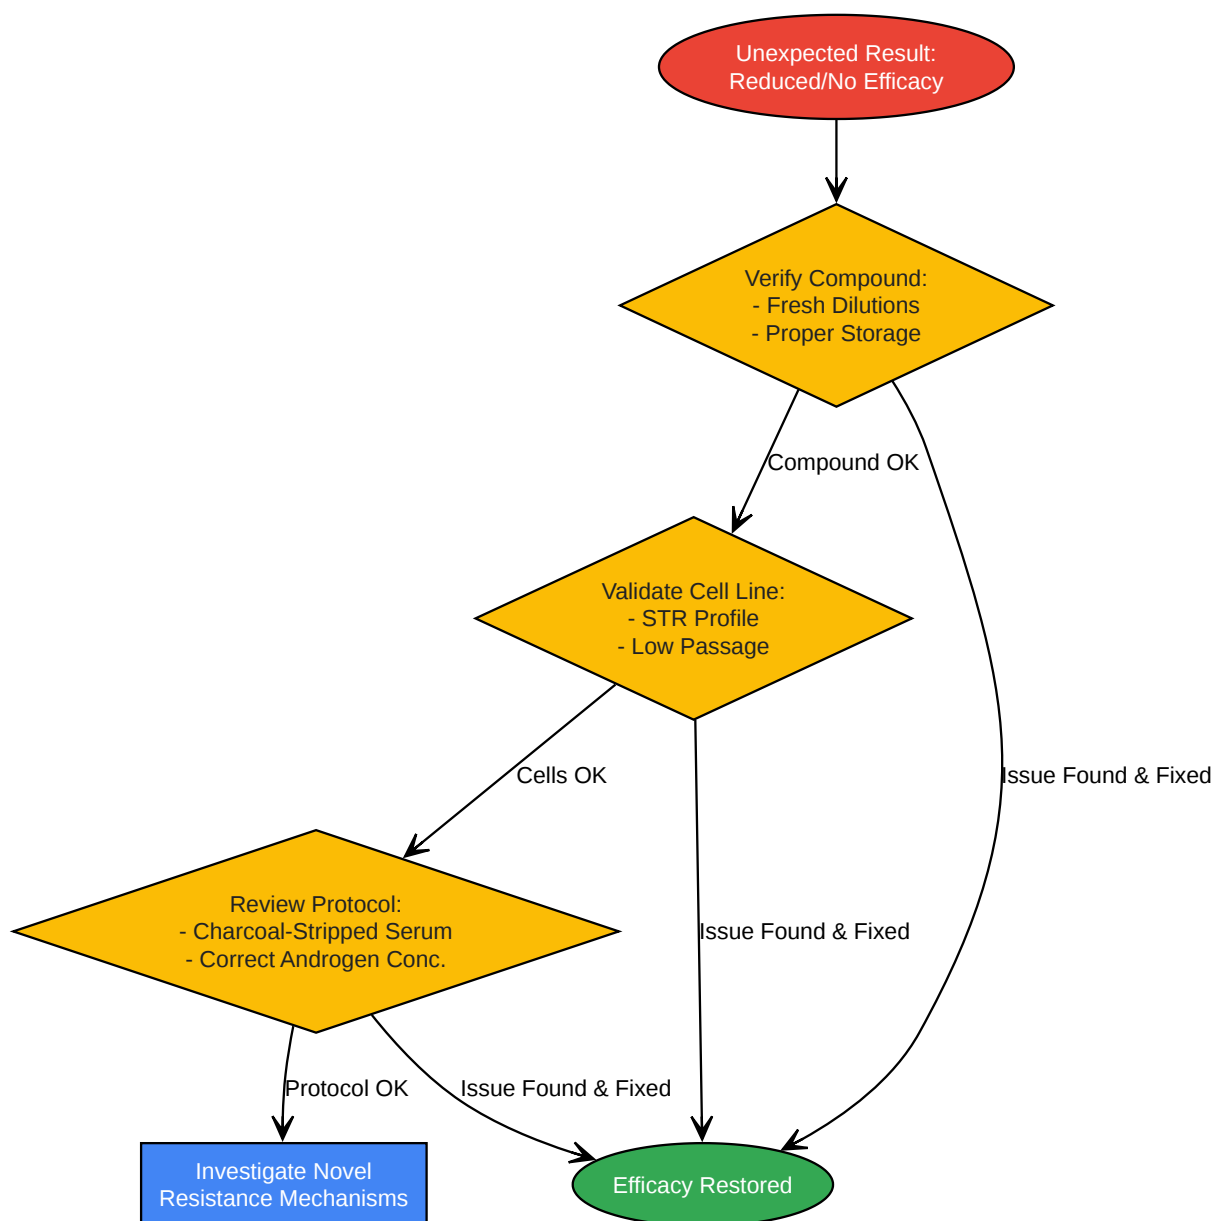 Unexpected Result:
Reduced/No Efficacy
Verify Compound:
- Fresh Dilutions
- Proper Storage
Compound OK
Validate Cell Line:
- STR Profile
- Low Passage
Cells OK
Issue Found & Fixed
Review Protocol:
- Charcoal-Stripped Serum
- Correct Androgen Conc.
Issue Found & Fixed
Protocol OK
Issue Found & Fixed
Investigate Novel
Resistance Mechanisms
Efficacy Restored